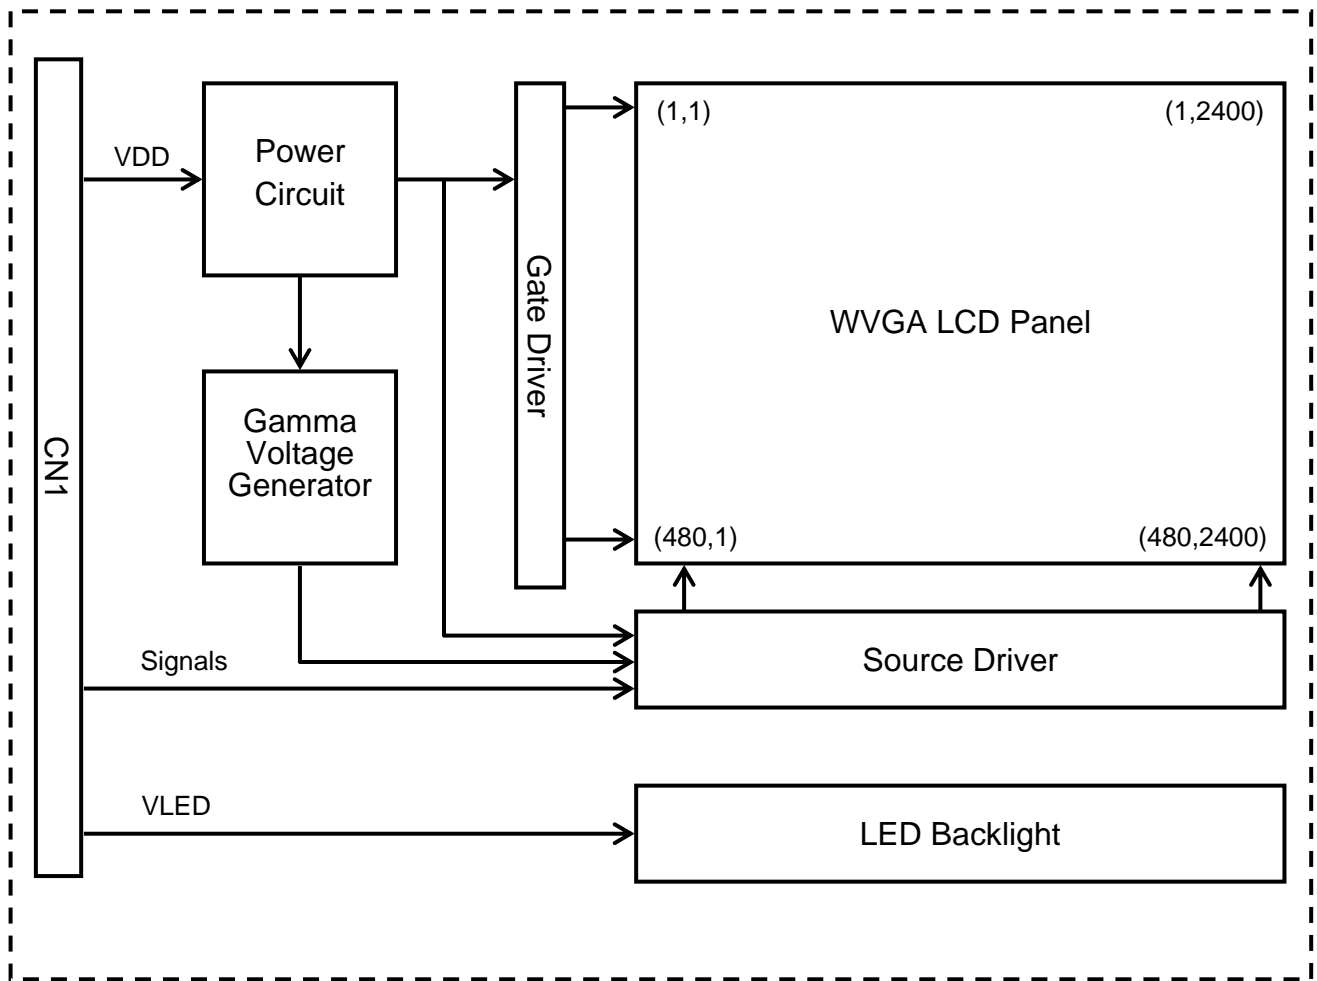 CN1
VDD
Power
Circuit
Gate Driver
(1,1)
(1,2400)
WVGA LCD Panel
(480,1)
(480,2400)
Gamma
Voltage
Generator
Signals
Source Driver
VLED
LED Backlight